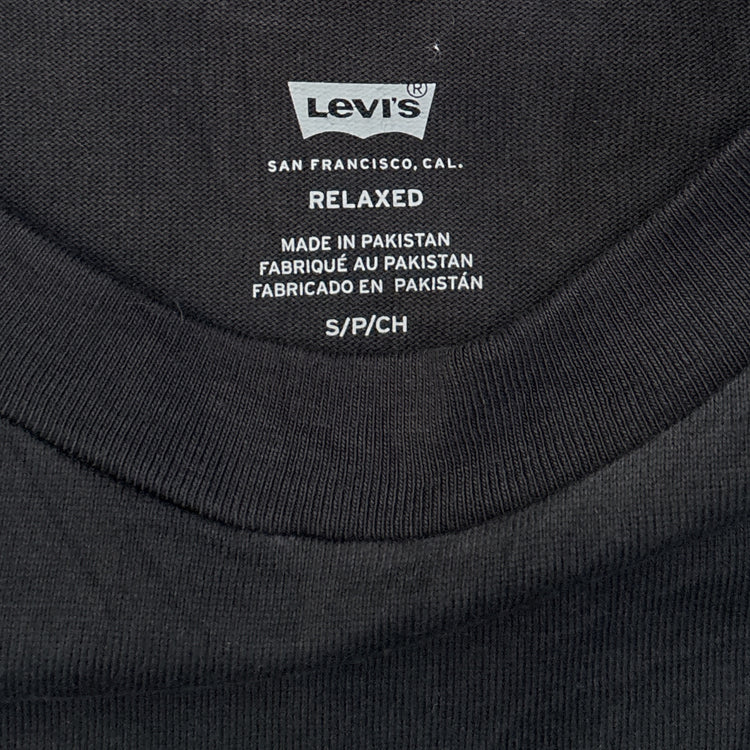 Levi's®
SAN FRANCISCO, CAL.
RELAXED
MADE IN PAKISTAN
FABRIQUÉ AU PAKISTAN
FABRICADO EN PAKISTÁN
S/P/CH